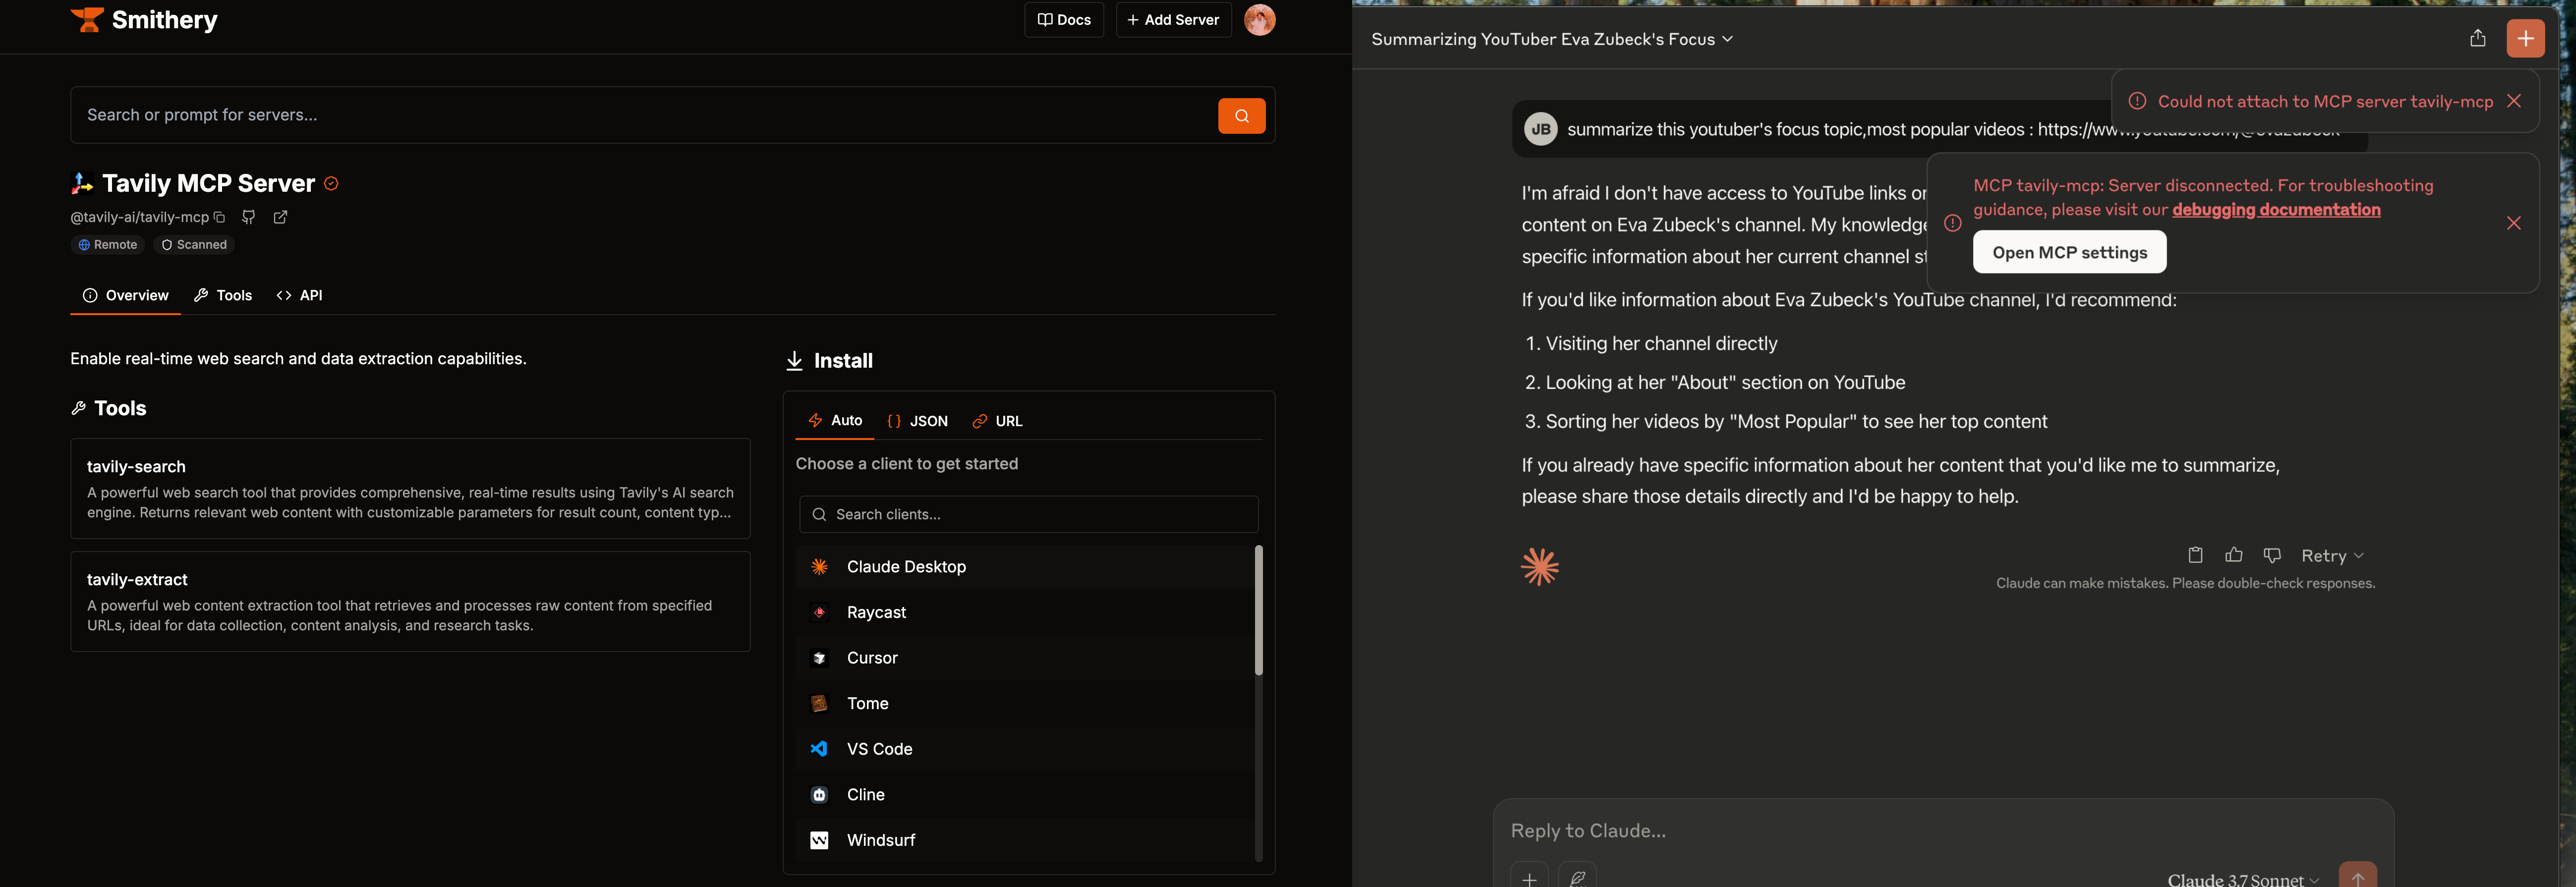 Smithery
Docs
Add Server
Search or prompt for servers...
Tavily MCP Server
@tavily-ai/tavily-mcp
Remote
Scanned
Overview
Tools
API
Enable real-time web search and data extraction capabilities.
Tools
tavily-search
A powerful web search tool that provides comprehensive, real-time results using Tavily's AI search
engine. Returns relevant web content with customizable parameters for result count, content typ...
tavily-extract
A powerful web content extraction tool that retrieves and processes raw content from specified
URLs, ideal for data collection, content analysis, and research tasks.
Install
Auto
{ } JSON
URL
Choose a client to get started
Search clients...
Claude Desktop
Raycast
Cursor
Tome
VS Code
Cline
Windsurf
Summarizing YouTuber Eva Zubeck's Focus
Could not attach to MCP server tavily-mcp
MCP tavily-mcp: Server disconnected. For troubleshooting
guidance, please visit our debugging documentation
Open MCP settings
JB
summarize this youtuber's focus topic,most popular videos : https://www.youtube.com/@evazubeck
I'm afraid I don't have access to YouTube links or
content on Eva Zubeck's channel. My knowledge
specific information about her current channel st
If you'd like information about Eva Zubeck's YouTube channel, I'd recommend:
1. Visiting her channel directly
2. Looking at her "About" section on YouTube
3. Sorting her videos by "Most Popular" to see her top content
If you already have specific information about her content that you'd like me to summarize,
please share those details directly and I'd be happy to help.
Retry
Claude can make mistakes. Please double-check responses.
Reply to Claude...
Claude 3.7 Sonnet